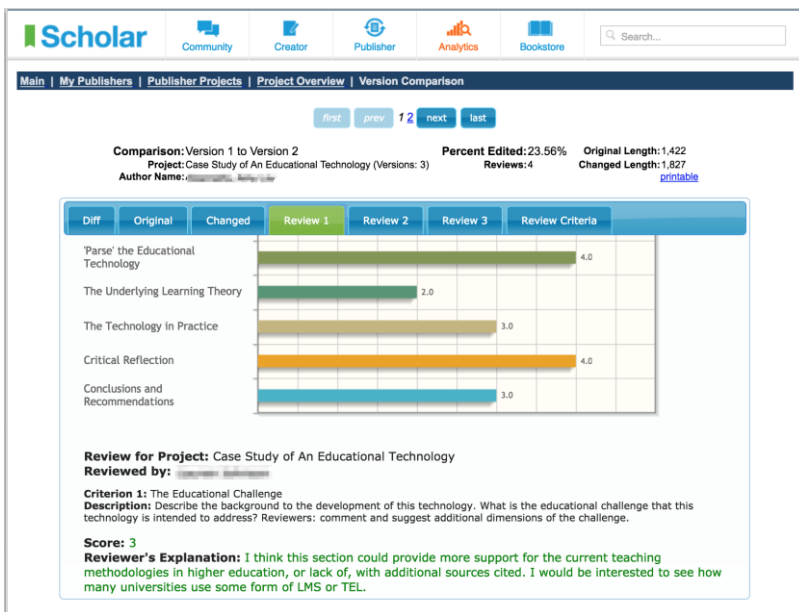 Scholar
Community
Creator
Publisher
Analytics
Bookstore
Search...
Main | My Publishers | Publisher Projects | Project Overview | Version Comparison
first prev 1 2 next last
Comparison: Version 1 to Version 2 Percent Edited: 23.56% Original Length: 1,422
Project: Case Study of An Educational Technology (Versions: 3) Reviews: 4 Changed Length: 1,827
Author Name: printable
Diff Original Changed Review 1 Review 2 Review 3 Review Criteria
'Parse' the Educational
Technology
4.0
The Underlying Learning Theory 2.0
The Technology in Practice 3.0
Critical Reflection 4.0
Conclusions and
Recommendations
3.0
Review for Project: Case Study of An Educational Technology
Reviewed by:
Criterion 1: The Educational Challenge
Description: Describe the background to the development of this technology. What is the educational challenge that this
technology is intended to address? Reviewers: comment and suggest additional dimensions of the challenge.
Score: 3
Reviewer's Explanation: I think this section could provide more support for the current teaching
methodologies in higher education, or lack of, with additional sources cited. I would be interested to see how
many universities use some form of LMS or TEL.